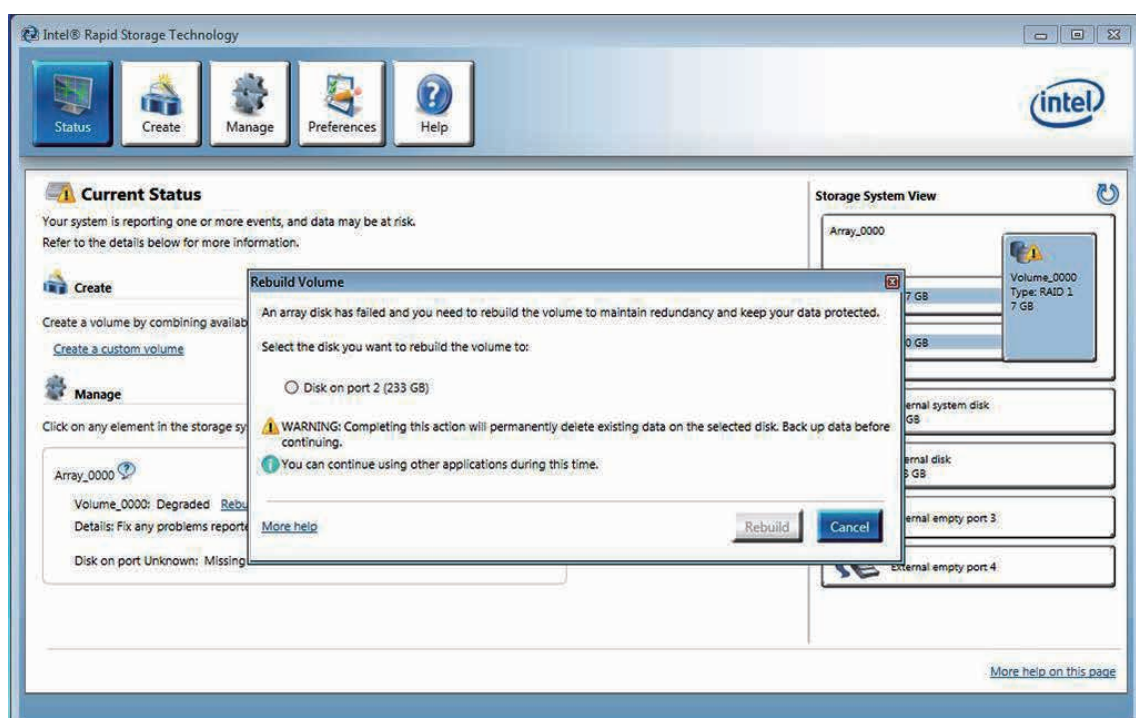 Intel® Rapid Storage Technology
Status
Create
Manage
Preferences
Help
intel
Current Status
Your system is reporting one or more events, and data may be at risk.
Refer to the details below for more information.
Create
Create a volume by combining availab
Create a custom volume
Manage
Click on any element in the storage sy
Array_0000
Volume_0000: Degraded Rebu
Details: Fix any problems reporte
Disk on port Unknown: Missing
Rebuild Volume
An array disk has failed and you need to rebuild the volume to maintain redundancy and keep your data protected.
Select the disk you want to rebuild the volume to:
Disk on port 2 (233 GB)
WARNING: Completing this action will permanently delete existing data on the selected disk. Back up data before
continuing.
You can continue using other applications during this time.
More help
Rebuild
Cancel
Storage System View
Array_0000
Volume_0000
Type: RAID 1
7 GB
7 GB
0 GB
ernal system disk
GB
ernal disk
GB
ernal empty port 3
External empty port 4
More help on this page